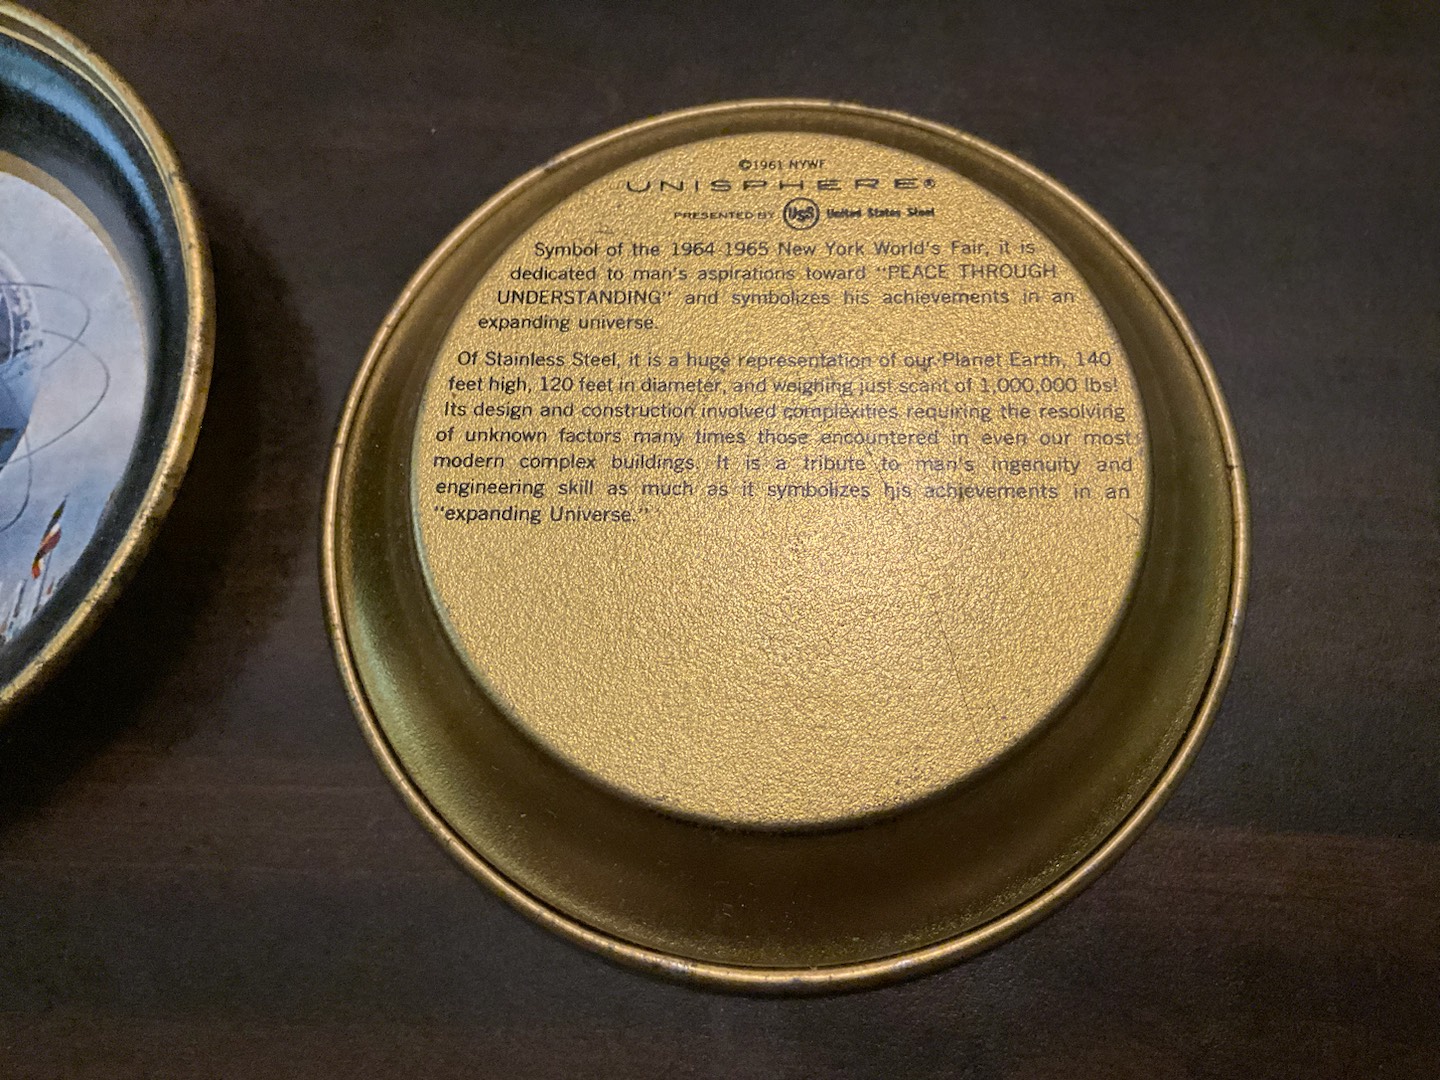 ©1961 NYWF
UNISPHERE®
PRESENTED BY USS United States Steel
Symbol of the 1964 1965 New York World's Fair, it is
dedicated to man's aspirations toward "PEACE THROUGH
UNDERSTANDING" and symbolizes his achievements in an
expanding universe.
Of Stainless Steel, it is a huge representation of our Planet Earth, 140
feet high, 120 feet in diameter, and weighing just scant of 1,000,000 lbs!
Its design and construction involved complexities requiring the resolving
of unknown factors many times those encountered in even our most
modern complex buildings. It is a tribute to man's ingenuity and
engineering skill as much as it symbolizes his achievements in an
"expanding Universe."